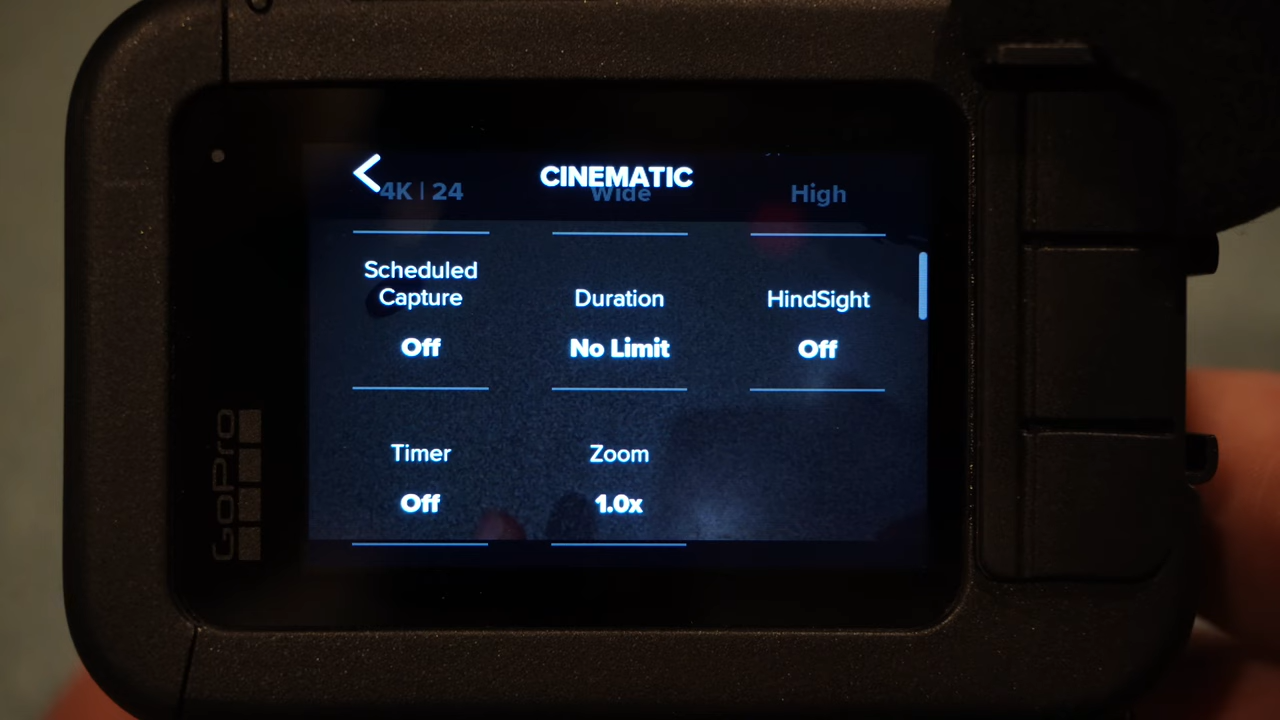 CINEMATIC
4K | 24
Wide
High
Scheduled
Capture
Duration
HindSight
Off
No Limit
Off
Timer
Zoom
Off
1.0x
GoPro